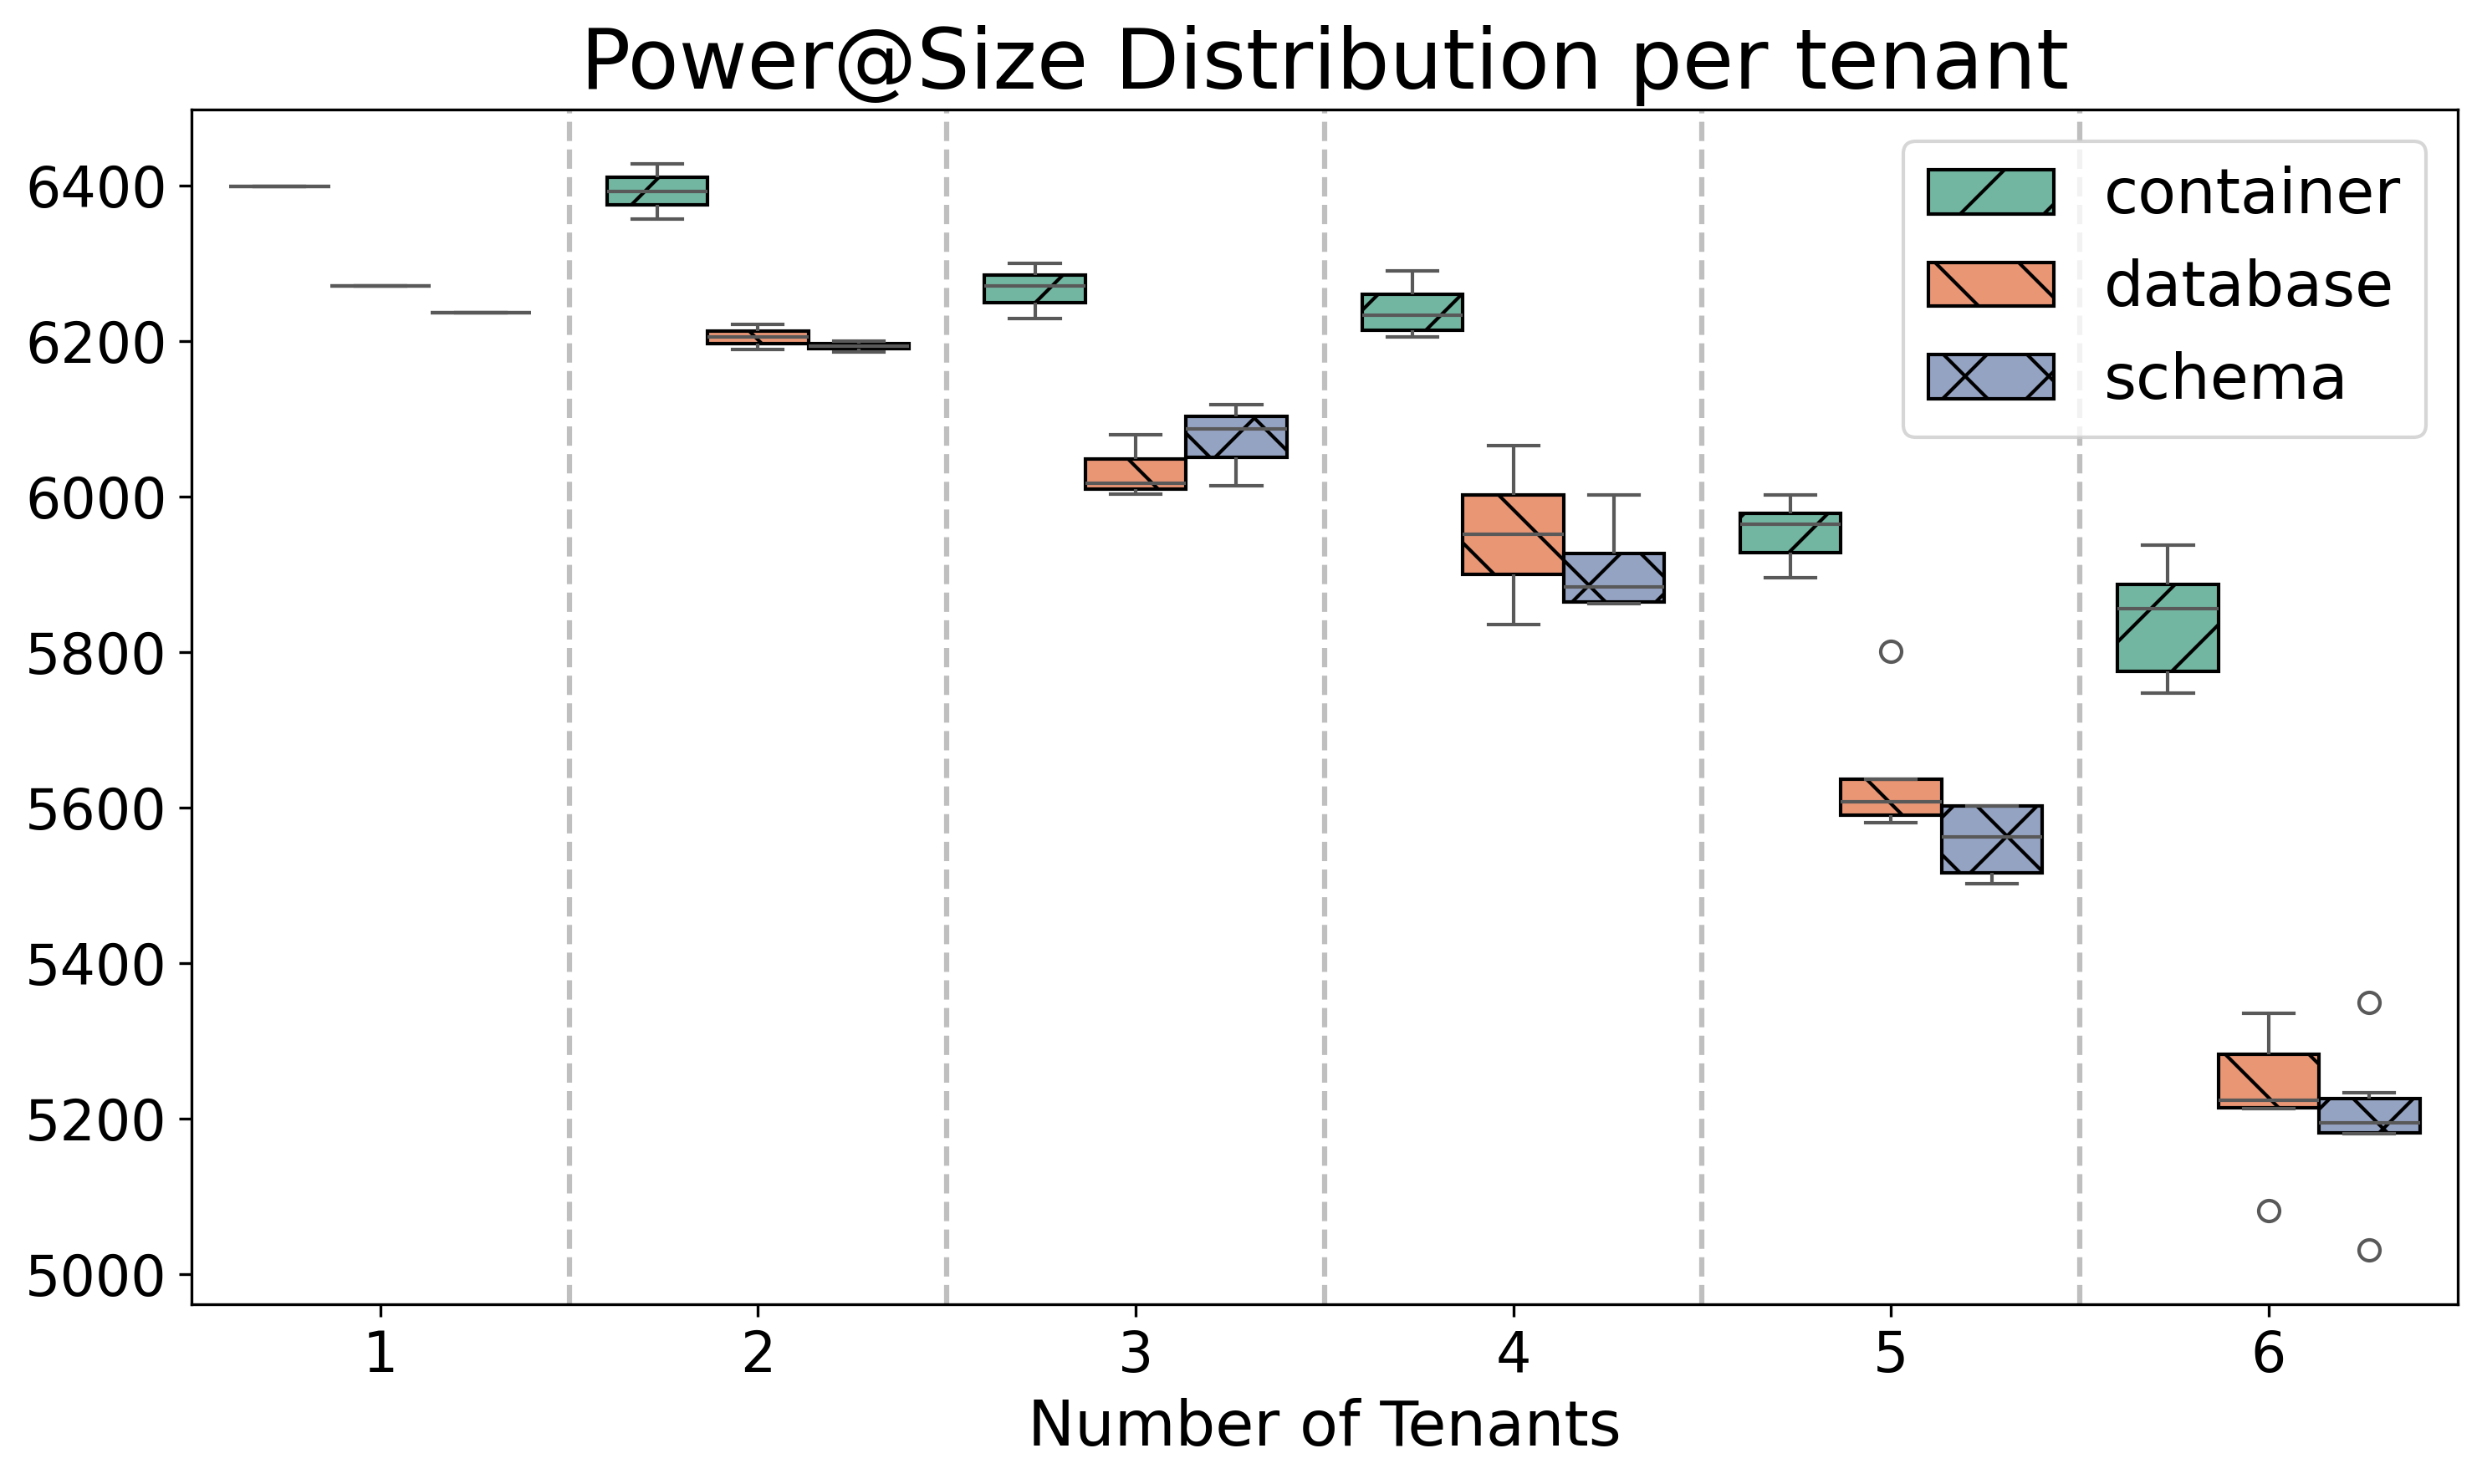 Power@Size Distribution per tenant
container
database
schema
6400
6200
6000
5800
5600
5400
5200
5000
1 2 3 4 5 6
Number of Tenants